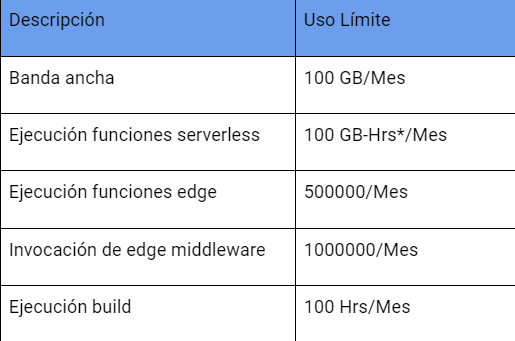 Descripción Uso Límite
Banda ancha 100 GB/Mes
Ejecución funciones serverless 100 GB-Hrs*/Mes
Ejecución funciones edge 500000/Mes
Invocación de edge middleware 1000000/Mes
Ejecución build 100 Hrs/Mes